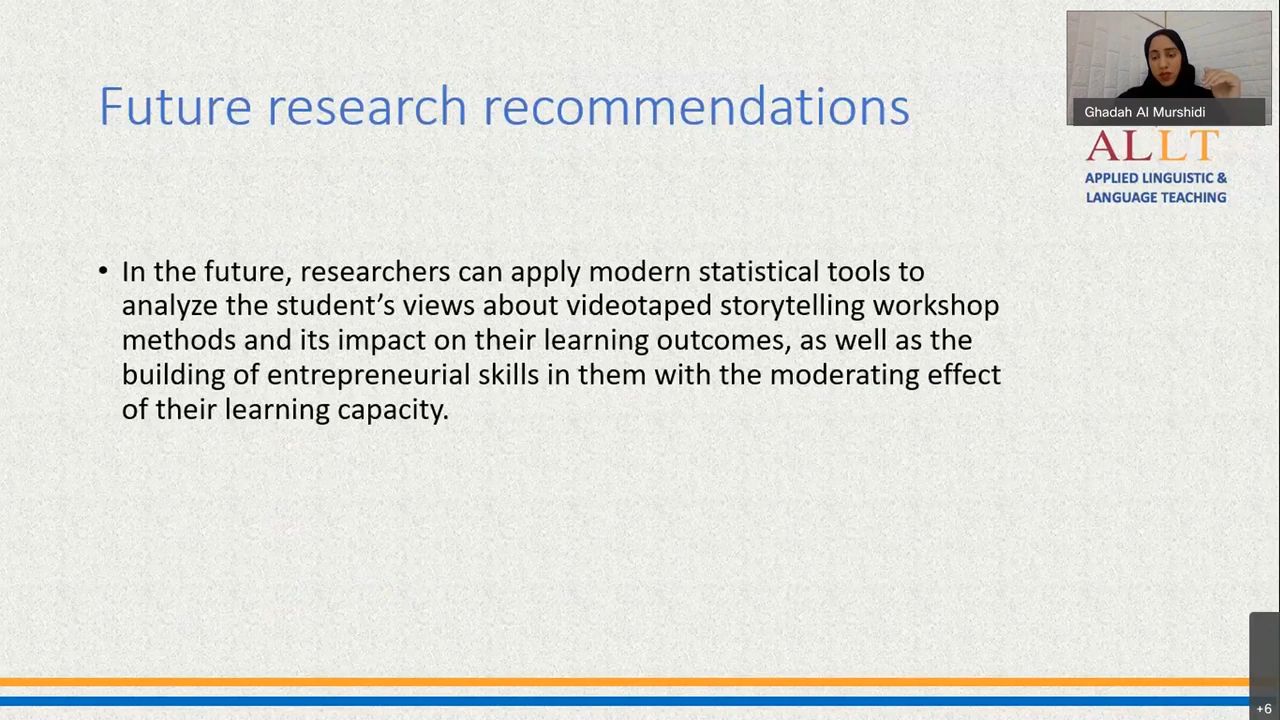 Future research recommendations
Ghadah Al Murshidi
ALLT
APPLIED LINGUISTIC &
LANGUAGE TEACHING
• In the future, researchers can apply modern statistical tools to
analyze the student’s views about videotaped storytelling workshop
methods and its impact on their learning outcomes, as well as the
building of entrepreneurial skills in them with the moderating effect
of their learning capacity.
+6